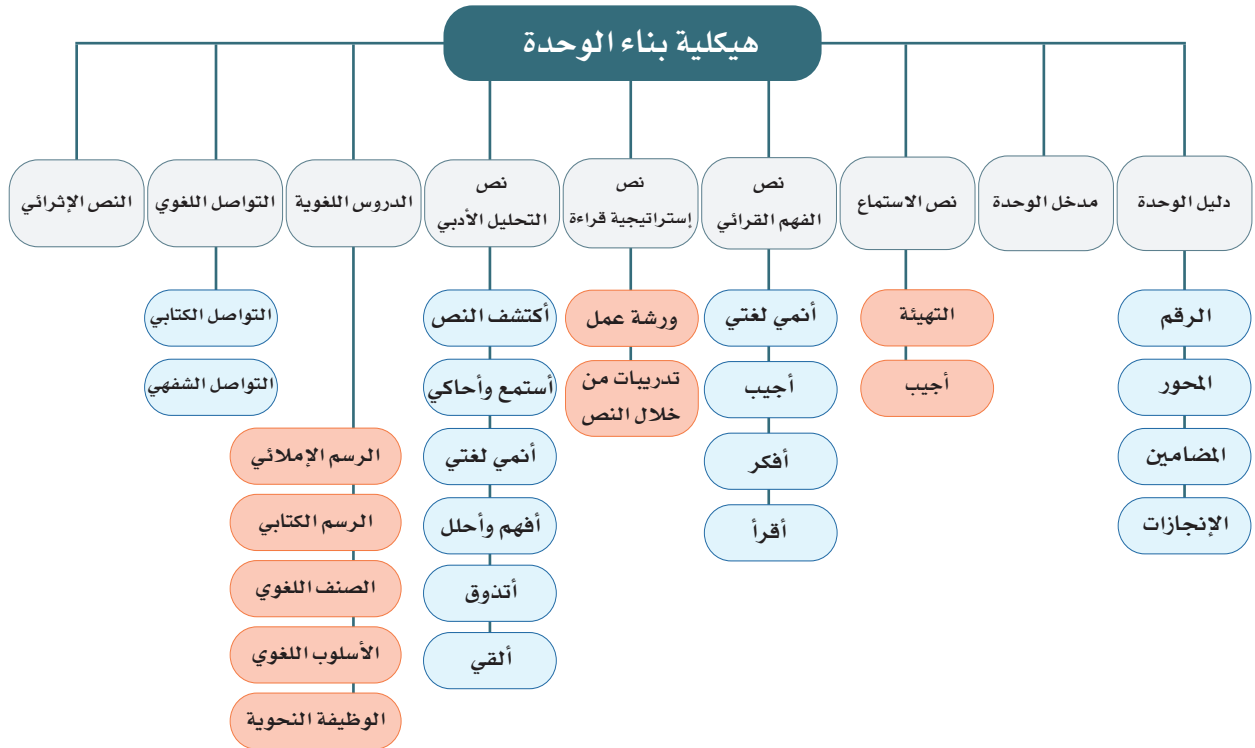 هيكلية بناء الوحدة
دليل الوحدة
الرقم
المحور
المضامين
الإنجازات
مدخل الوحدة
نص الاستماع
التهيئة
أجيب
نص
الفهم القرائي
أنمي لغتي
أجيب
أفكر
أقرأ
نص
إستراتيجية قراءة
ورشة عمل
تدريبات من
خلال النص
نص
التحليل الأدبي
أكتشف النص
أستمع وأحاكي
أنمي لغتي
أفهم وأحلل
أتذوق
ألقي
الدروس اللغوية
الرسم الإملائي
الرسم الكتابي
الصنف اللغوي
الأسلوب اللغوي
الوظيفة النحوية
التواصل اللغوي
التواصل الكتابي
التواصل الشفهي
النص الإثرائي